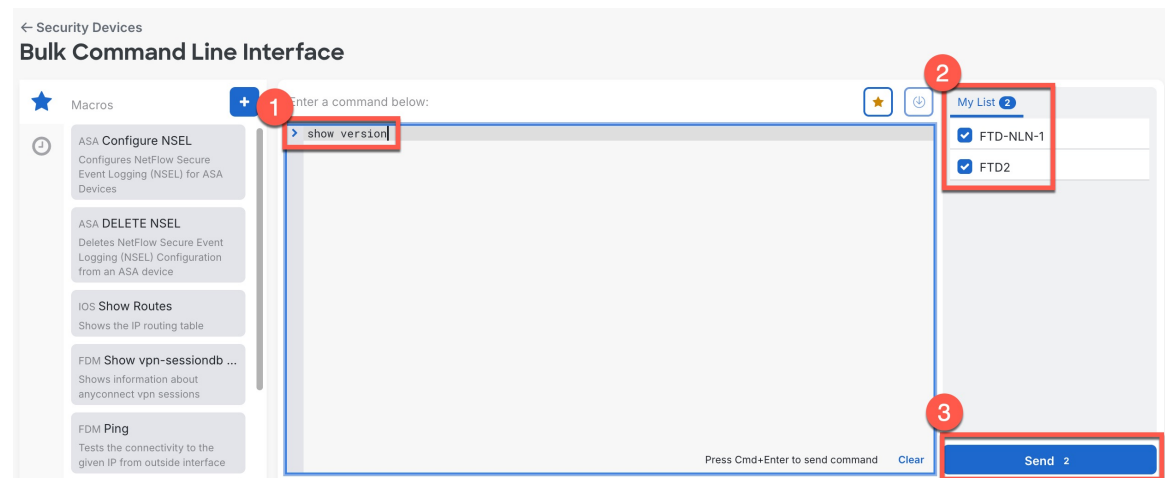 ← Security Devices
Bulk Command Line Interface
Macros
+
ASA Configure NSEL
Configures NetFlow Secure
Event Logging (NSEL) for ASA
Devices
ASA DELETE NSEL
Deletes NetFlow Secure Event
Logging (NSEL) Configuration
from an ASA device
IOS Show Routes
Shows the IP routing table
FDM Show vpn-sessiondb ...
Shows information about
anyconnect vpn sessions
FDM Ping
Tests the connectivity to the
given IP from outside interface
1
Enter a command below:
> show version
Press Cmd+Enter to send command Clear
2
My List 2
FTD-NLN-1
FTD2
3
Send 2